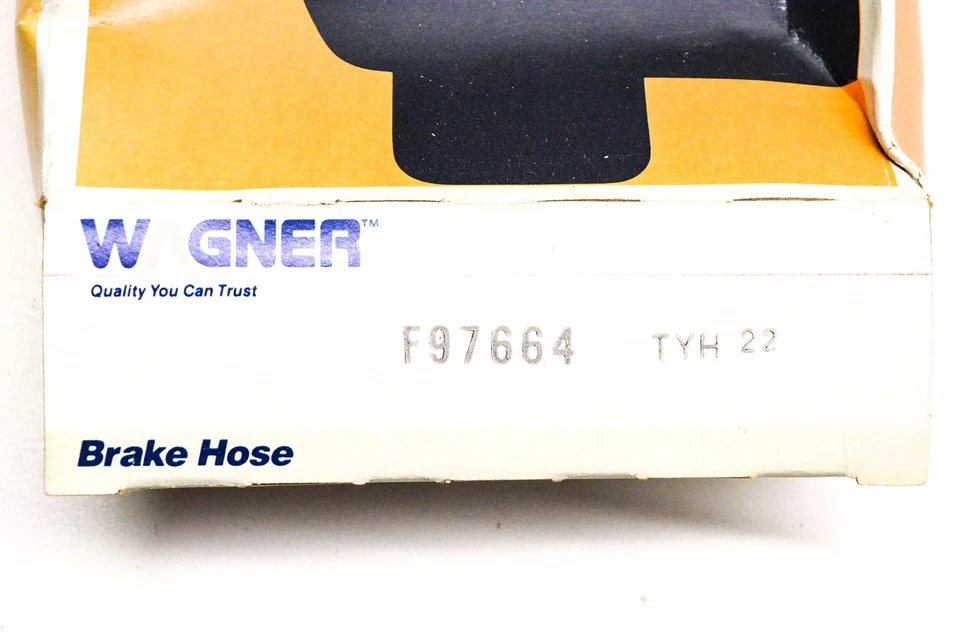 WAGNER™
Quality You Can Trust
F97664 TYH 22
Brake Hose